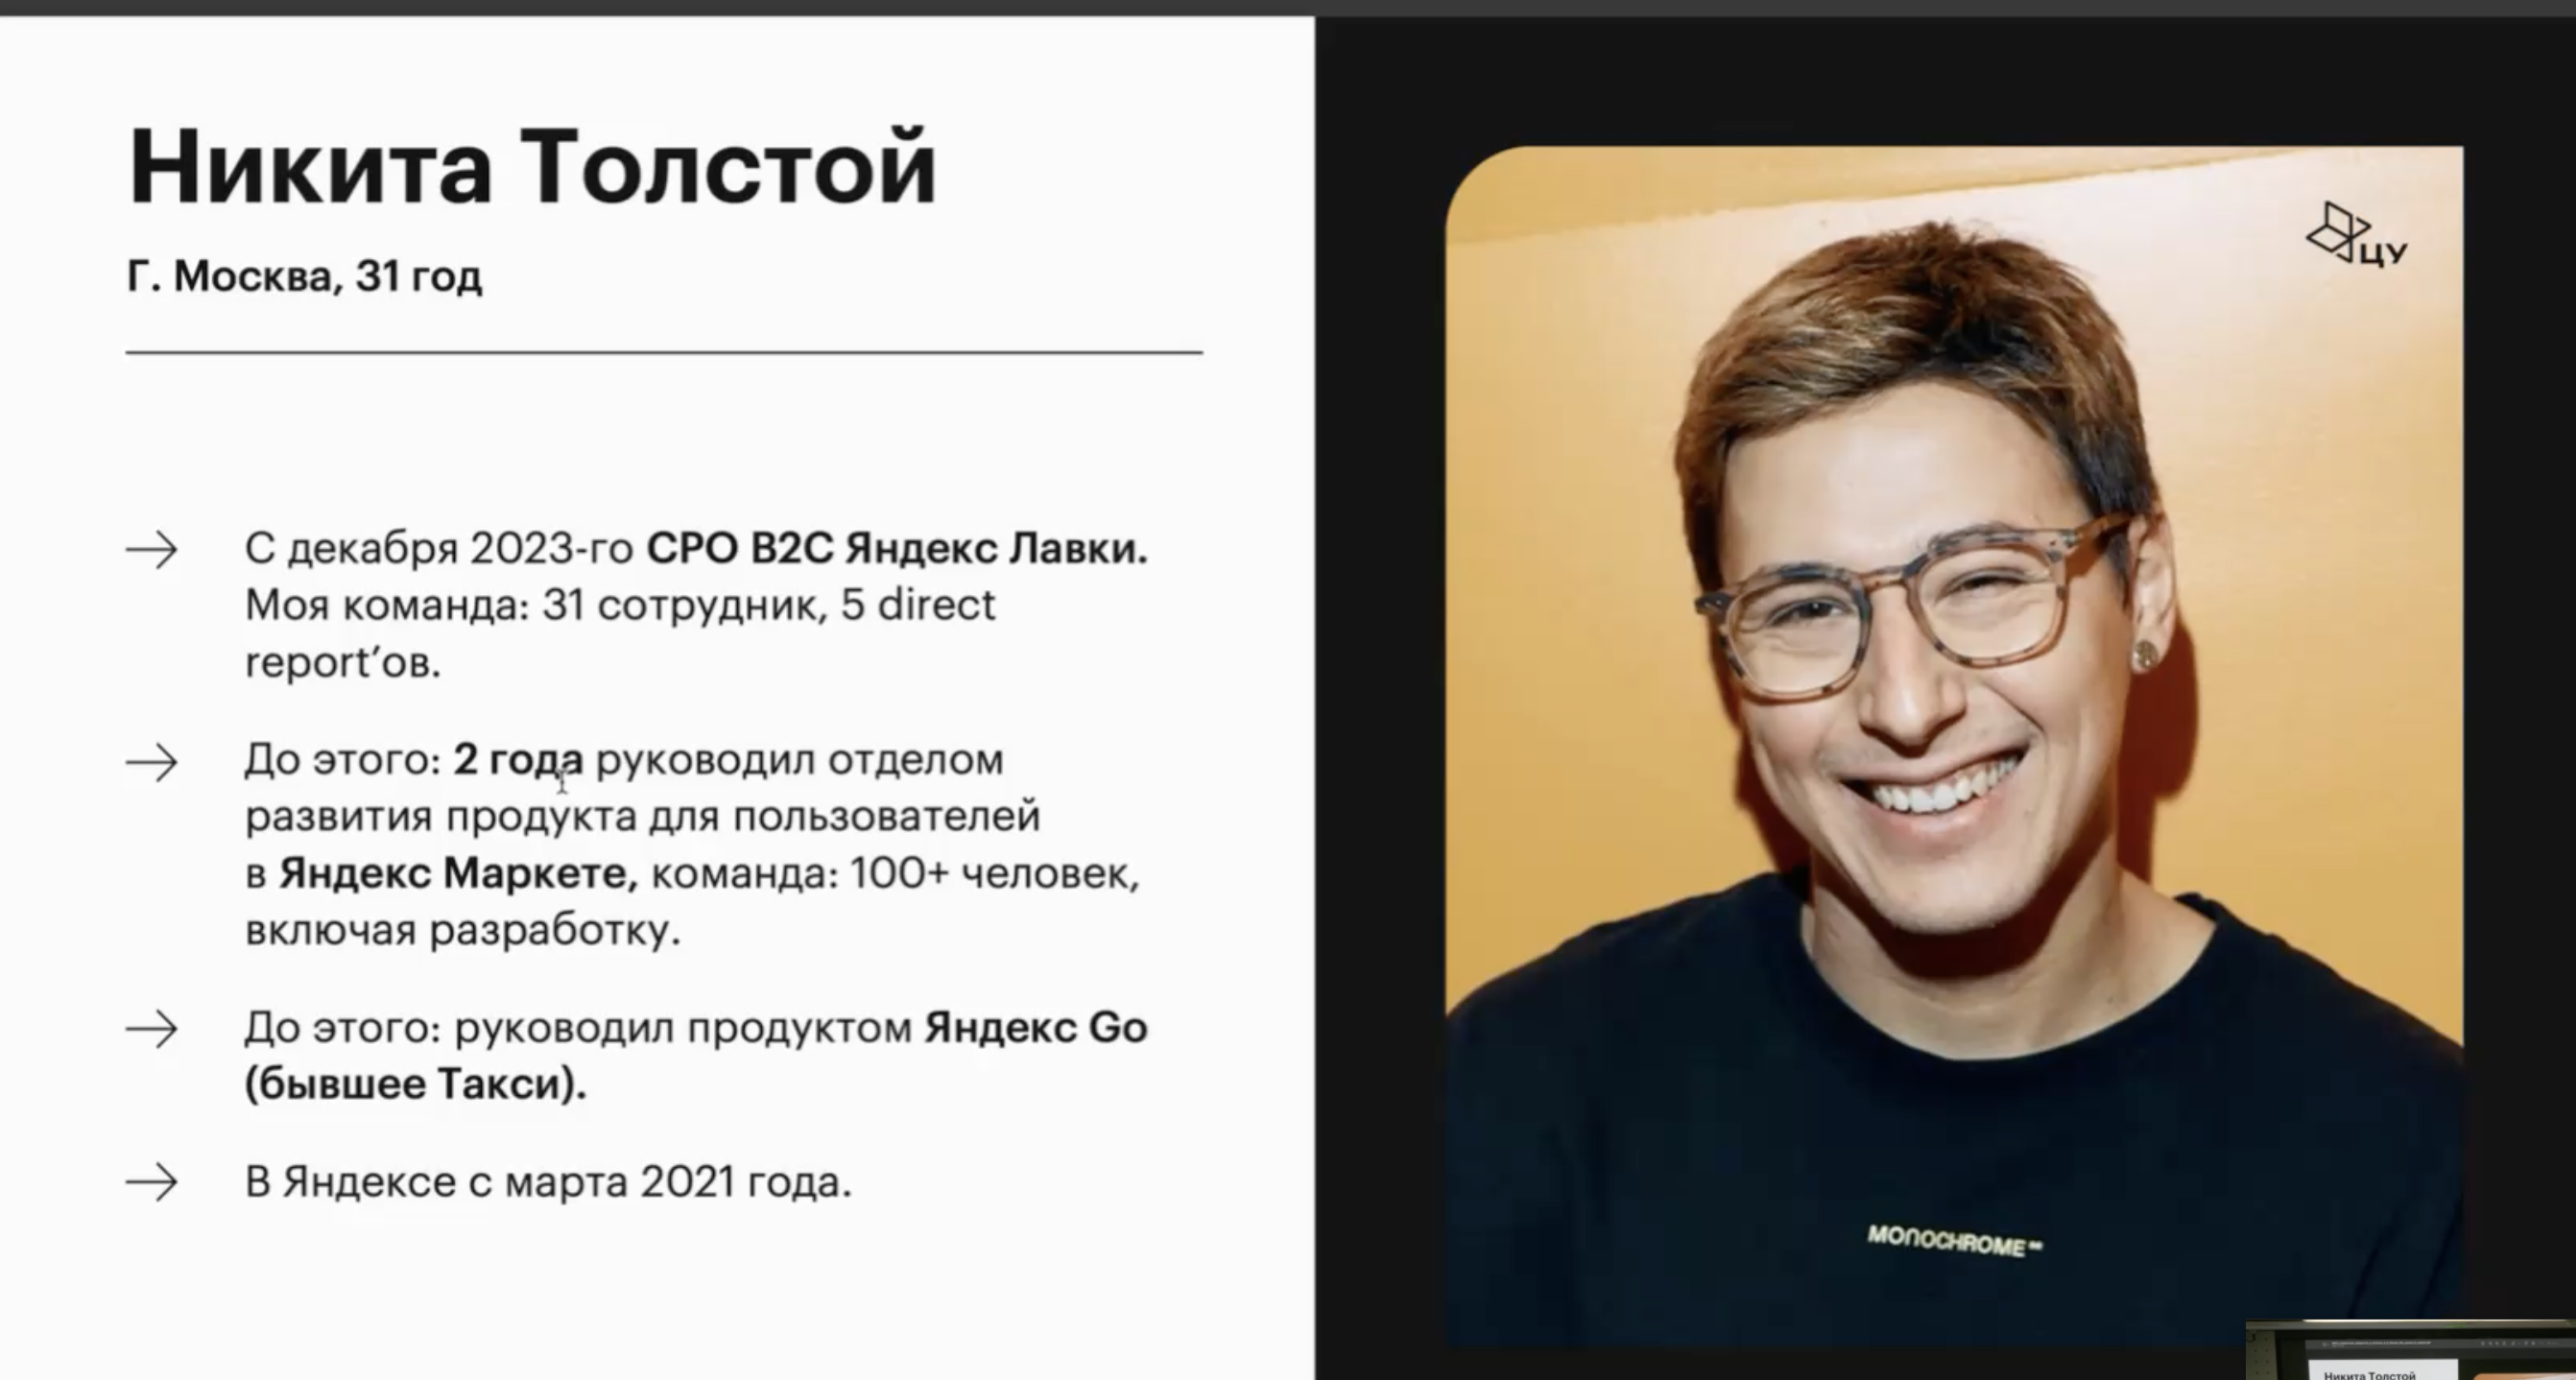 Никита Толстой
Г. Москва, 31 год
С декабря 2023-го CPO B2C Яндекс Лавки.
Моя команда: 31 сотрудник, 5 direct
report’ов.
До этого: 2 года руководил отделом
развития продукта для пользователей
в Яндекс Маркете, команда: 100+ человек,
включая разработку.
До этого: руководил продуктом Яндекс Go
(бывшее Такси).
В Яндексе с марта 2021 года.
ЦУ
MONOCHROME
Никита Толстой